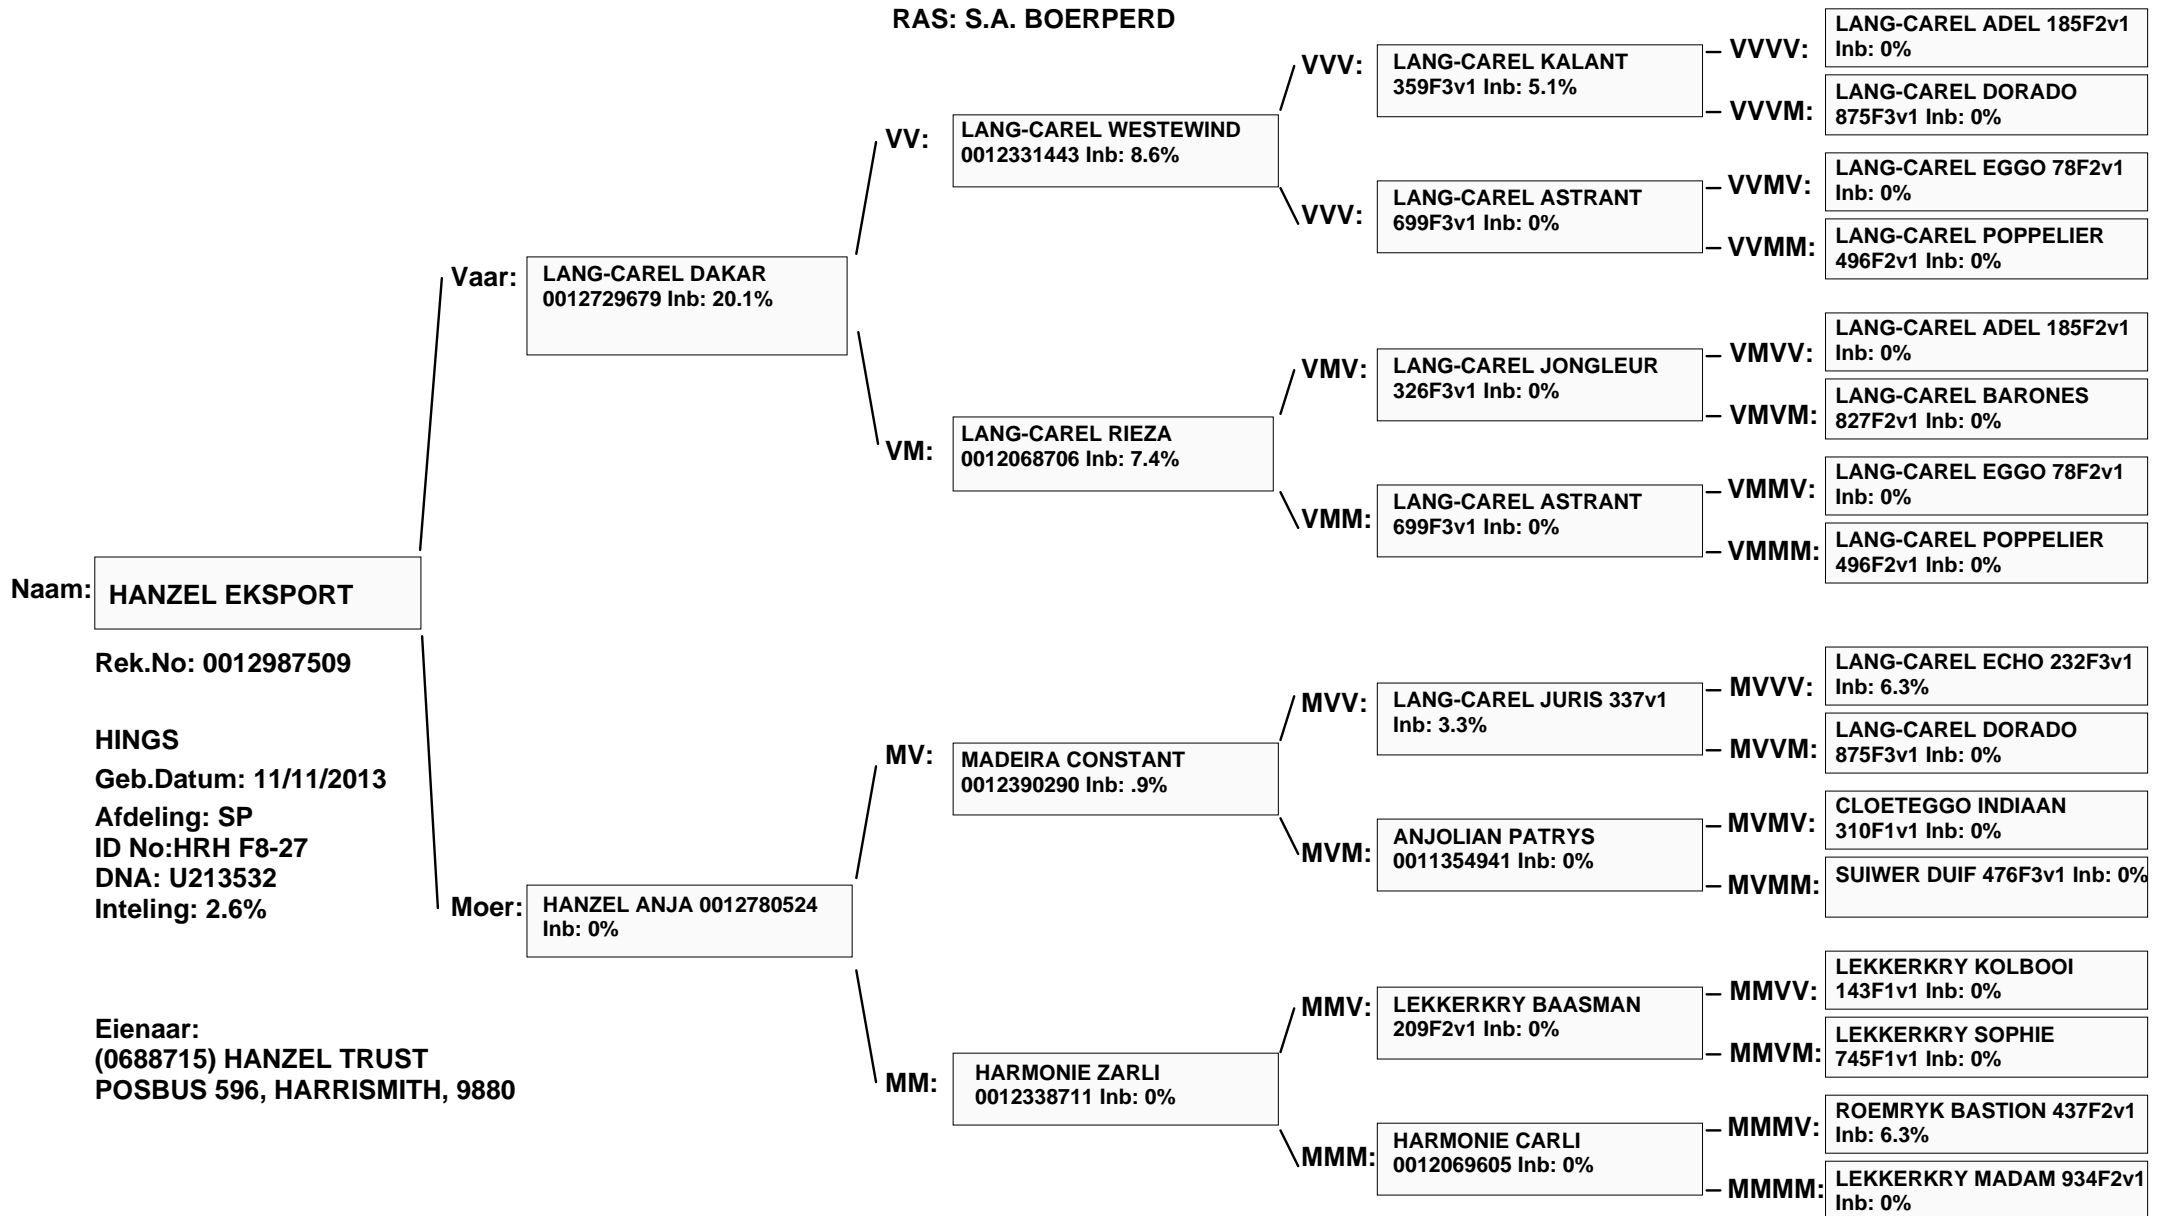 RAS: S.A. BOERPERD
Naam:
HANZEL EKSPORT
Rek.No: 0012987509
HINGS
Geb.Datum: 11/11/2013
Afdeling: SP
ID No:HRH F8-27
DNA: U213532
Inteling: 2.6%
Eienaar:
(0688715) HANZEL TRUST
POSBUS 596, HARRISMITH, 9880
Vaar:
LANG-CAREL DAKAR
0012729679 Inb: 20.1%
Moer:
HANZEL ANJA 0012780524
Inb: 0%
VV:
LANG-CAREL WESTEWIND
0012331443 Inb: 8.6%
VM:
LANG-CAREL RIEZA
0012068706 Inb: 7.4%
MV:
MADEIRA CONSTANT
0012390290 Inb: .9%
MM:
HARMONIE ZARLI
0012338711 Inb: 0%
VVV:
LANG-CAREL KALANT
359F3v1 Inb: 5.1%
VVV:
LANG-CAREL ASTRANT
699F3v1 Inb: 0%
VMV:
LANG-CAREL JONGLEUR
326F3v1 Inb: 0%
VMM:
LANG-CAREL ASTRANT
699F3v1 Inb: 0%
MVV:
LANG-CAREL JURIS 337v1
Inb: 3.3%
MVM:
ANJOLIAN PATRYS
0011354941 Inb: 0%
MMV:
LEKKERKRY BAASMAN
209F2v1 Inb: 0%
MMM:
HARMONIE CARLI
0012069605 Inb: 0%
VVVV:
LANG-CAREL ADEL 185F2v1
Inb: 0%
VVVM:
LANG-CAREL DORADO
875F3v1 Inb: 0%
VVMV:
LANG-CAREL EGGO 78F2v1
Inb: 0%
VVMM:
LANG-CAREL POPPELIER
496F2v1 Inb: 0%
VMVV:
LANG-CAREL ADEL 185F2v1
Inb: 0%
VMVM:
LANG-CAREL BARONES
827F2v1 Inb: 0%
VMMV:
LANG-CAREL EGGO 78F2v1
Inb: 0%
VMMM:
LANG-CAREL POPPELIER
496F2v1 Inb: 0%
MVVV:
LANG-CAREL ECHO 232F3v1
Inb: 6.3%
MVVM:
LANG-CAREL DORADO
875F3v1 Inb: 0%
MVMV:
CLOETEGGO INDIAAN
310F1v1 Inb: 0%
MVMM:
SUIWER DUIF 476F3v1 Inb: 0%
MMVV:
LEKKERKRY KOLBOOI
143F1v1 Inb: 0%
MMVM:
LEKKERKRY SOPHIE
745F1v1 Inb: 0%
MMMV:
ROEMRYK BASTION 437F2v1
Inb: 6.3%
MMMM:
LEKKERKRY MADAM 934F2v1
Inb: 0%